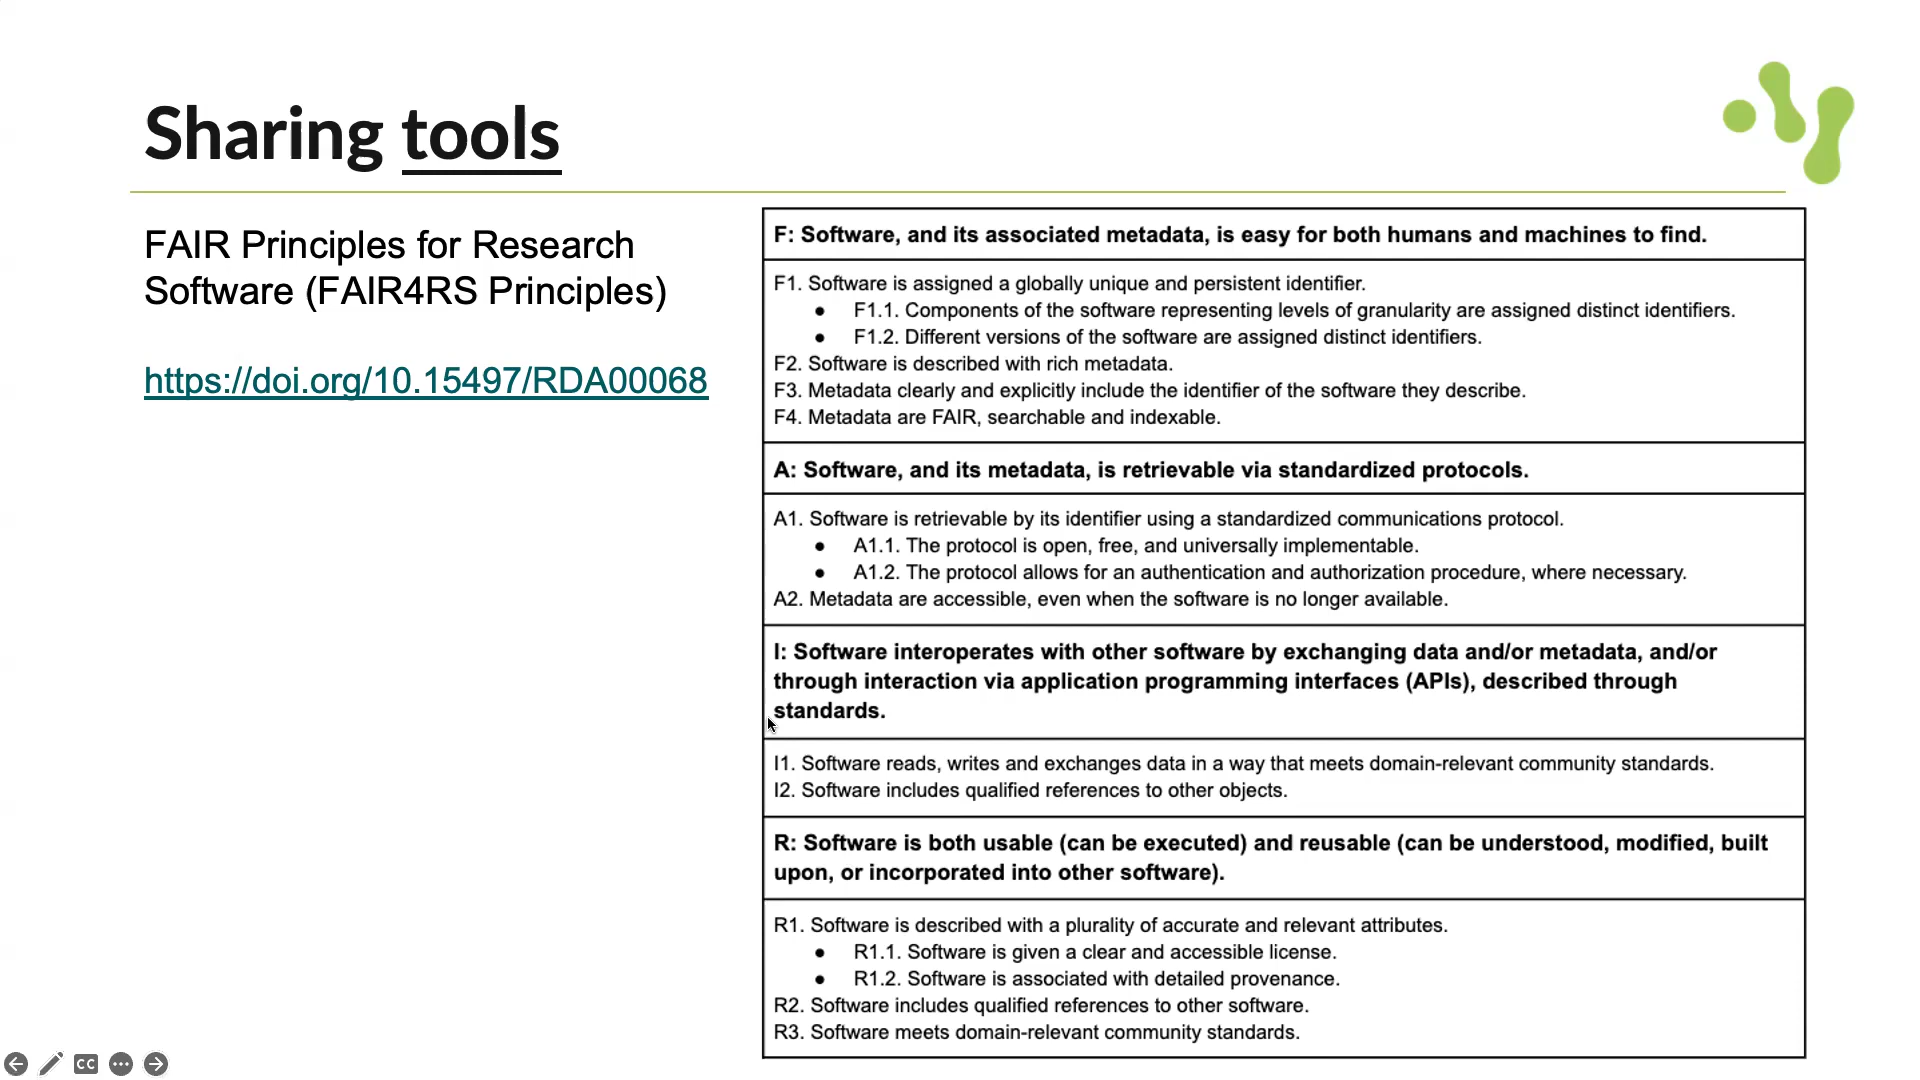 Sharing tools
FAIR Principles for Research
Software (FAIR4RS Principles)
https://doi.org/10.15497/RDA00068
F: Software, and its associated metadata, is easy for both humans and machines to find.
F1. Software is assigned a globally unique and persistent identifier.
● F1.1. Components of the software representing levels of granularity are assigned distinct identifiers.
● F1.2. Different versions of the software are assigned distinct identifiers.
F2. Software is described with rich metadata.
F3. Metadata clearly and explicitly include the identifier of the software they describe.
F4. Metadata are FAIR, searchable and indexable.
A: Software, and its metadata, is retrievable via standardized protocols.
A1. Software is retrievable by its identifier using a standardized communications protocol.
● A1.1. The protocol is open, free, and universally implementable.
● A1.2. The protocol allows for an authentication and authorization procedure, where necessary.
A2. Metadata are accessible, even when the software is no longer available.
I: Software interoperates with other software by exchanging data and/or metadata, and/or
through interaction via application programming interfaces (APIs), described through
standards.
I1. Software reads, writes and exchanges data in a way that meets domain-relevant community standards.
I2. Software includes qualified references to other objects.
R: Software is both usable (can be executed) and reusable (can be understood, modified, built
upon, or incorporated into other software).
R1. Software is described with a plurality of accurate and relevant attributes.
● R1.1. Software is given a clear and accessible license.
● R1.2. Software is associated with detailed provenance.
R2. Software includes qualified references to other software.
R3. Software meets domain-relevant community standards.
CC